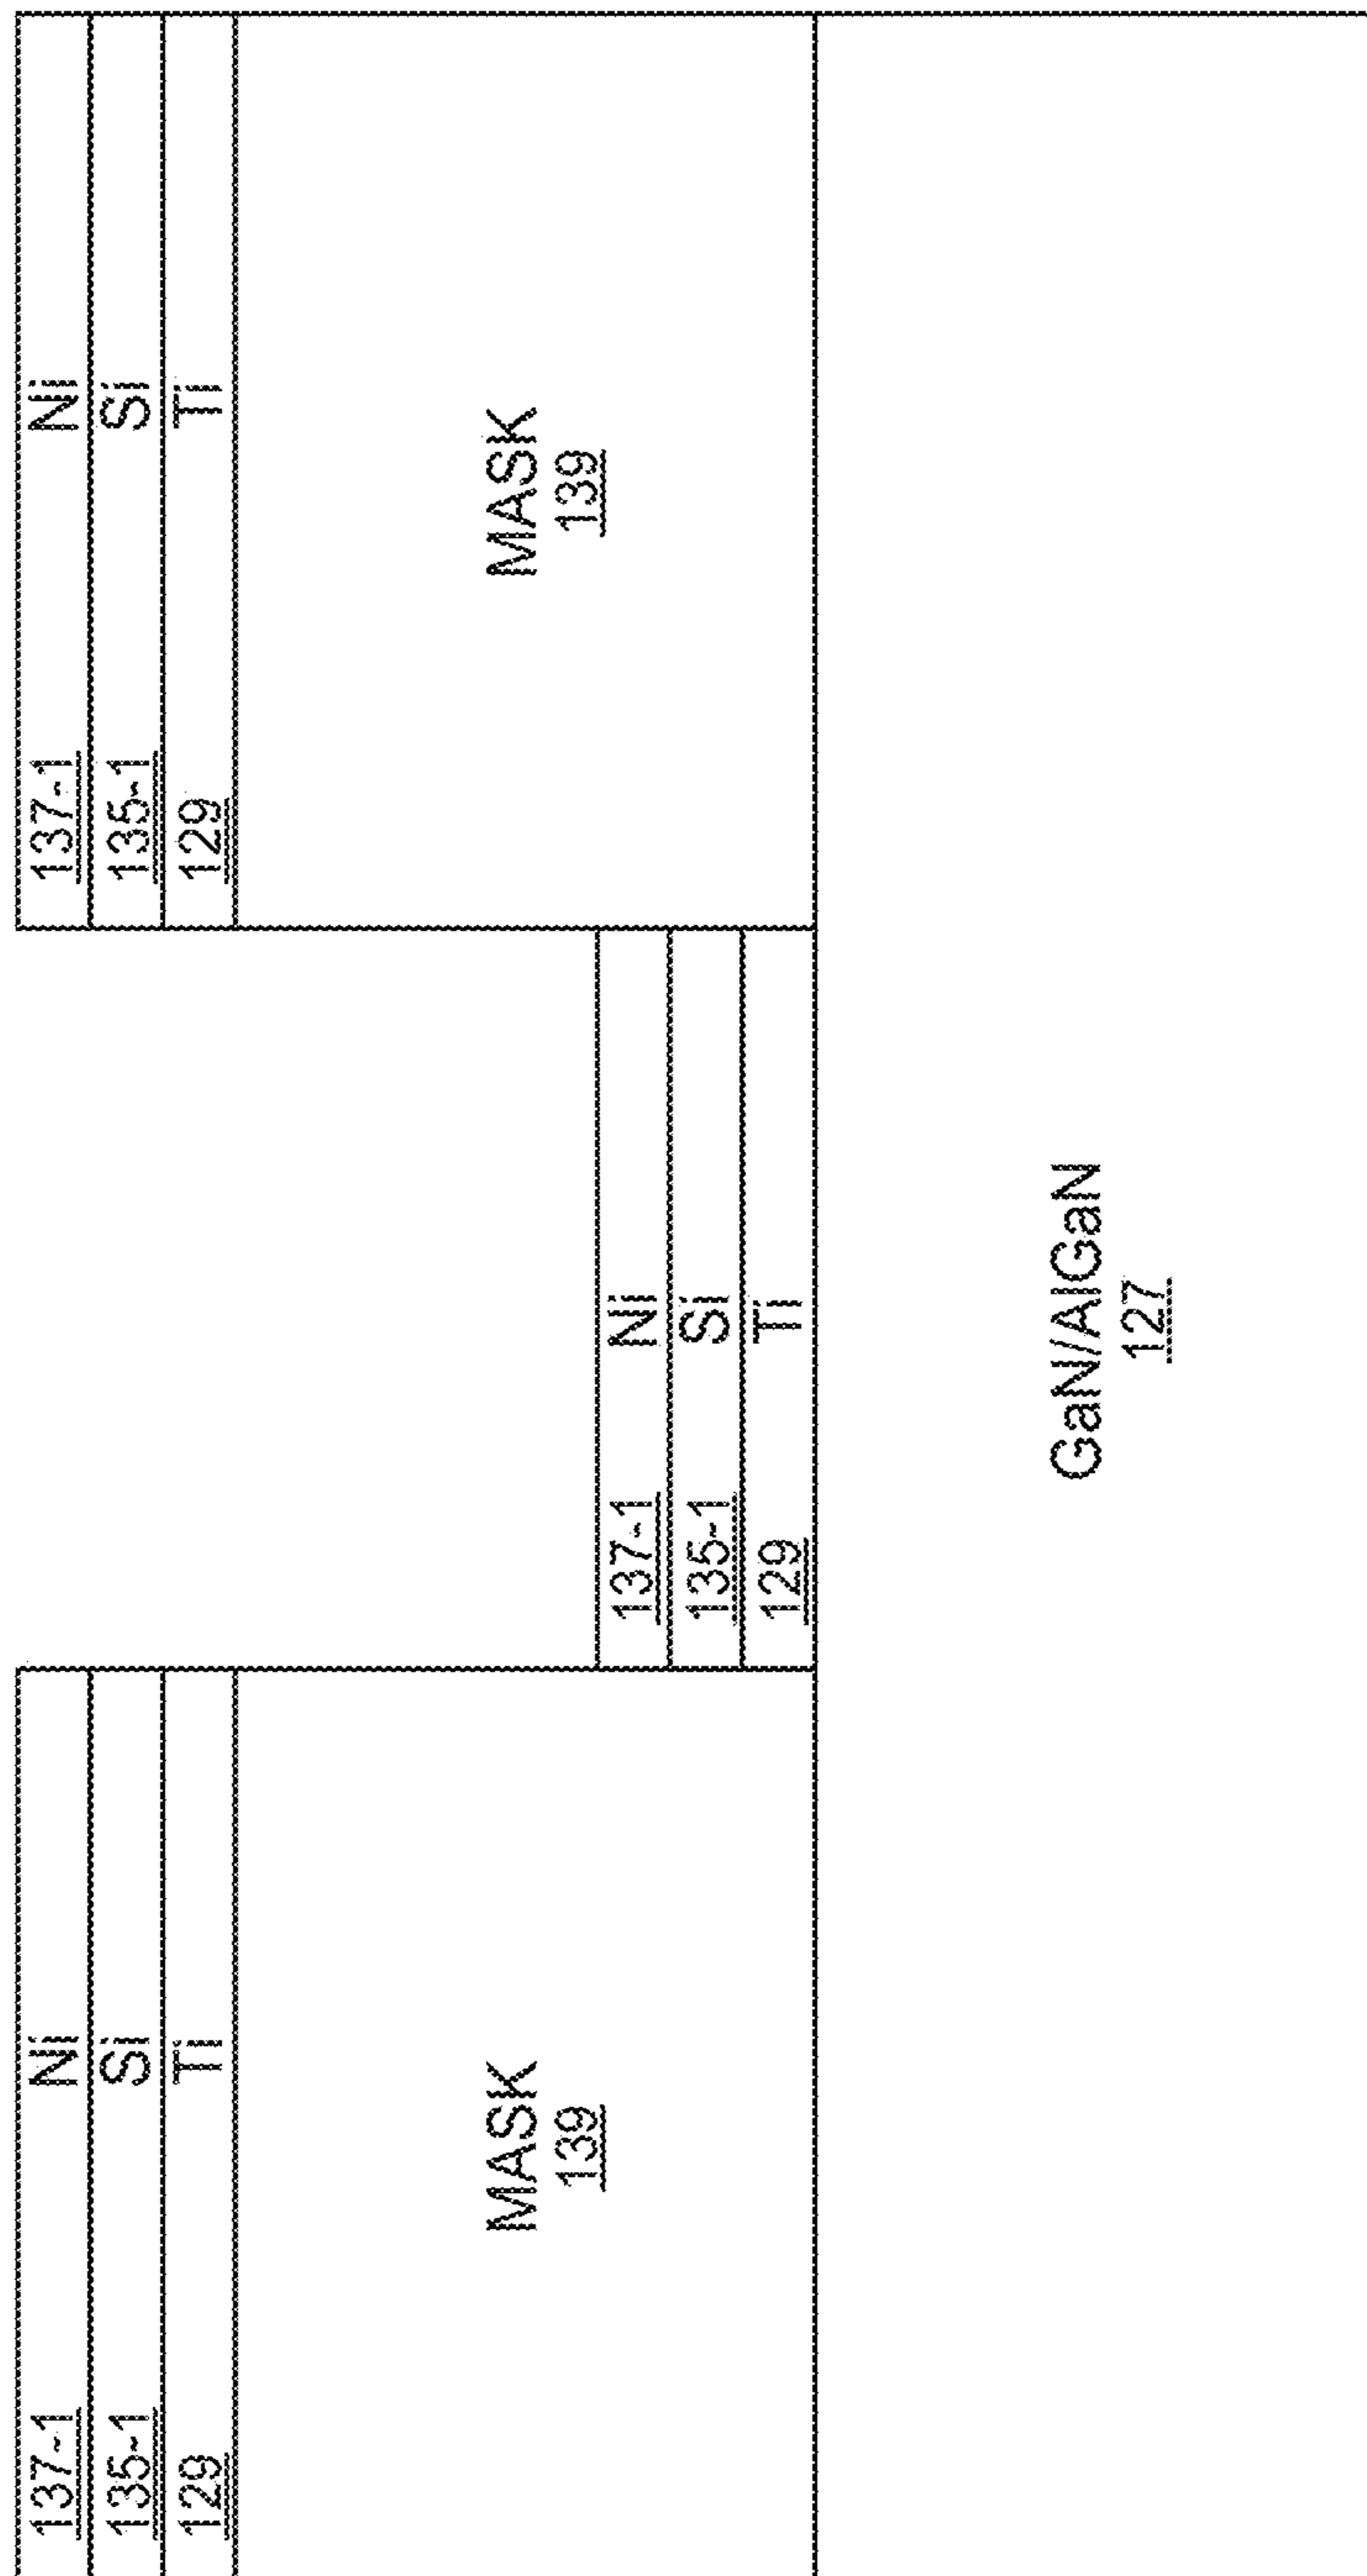 137-1 Ni
135-1 Si
129 Ti
MASK
139
137-1 Ni
135-1 Si
129 Ti
137-1 Ni
135-1 Si
129 Ti
MASK
139
GaN/AlGaN
127